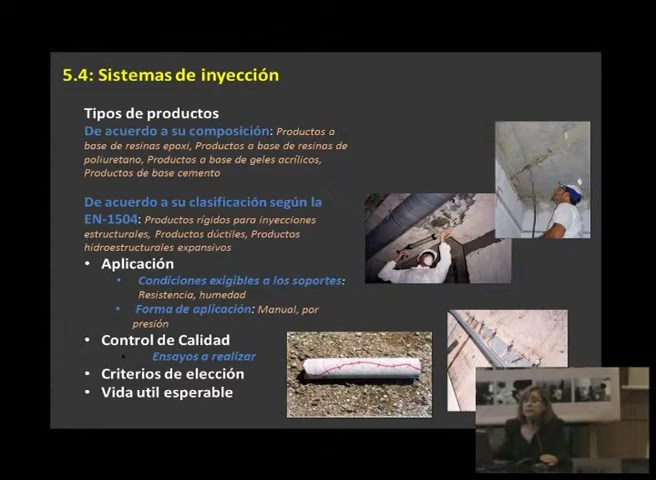 5.4: Sistemas de inyección
Tipos de productos
De acuerdo a su composición: Productos a
base de resinas epoxi, Productos a base de resinas de
poliuretano, Productos a base de geles acrílicos,
Productos de base cemento
De acuerdo a su clasificación según la
EN-1504: Productos rígidos para inyecciones
estructurales, Productos dúctiles, Productos
hidroestructurales expansivos
• Aplicación
• Condiciones exigibles a los soportes:
Resistencia, humedad
• Forma de aplicación: Manual, por
presión
• Control de Calidad
• Ensayos a realizar
• Criterios de elección
• Vida util esperable